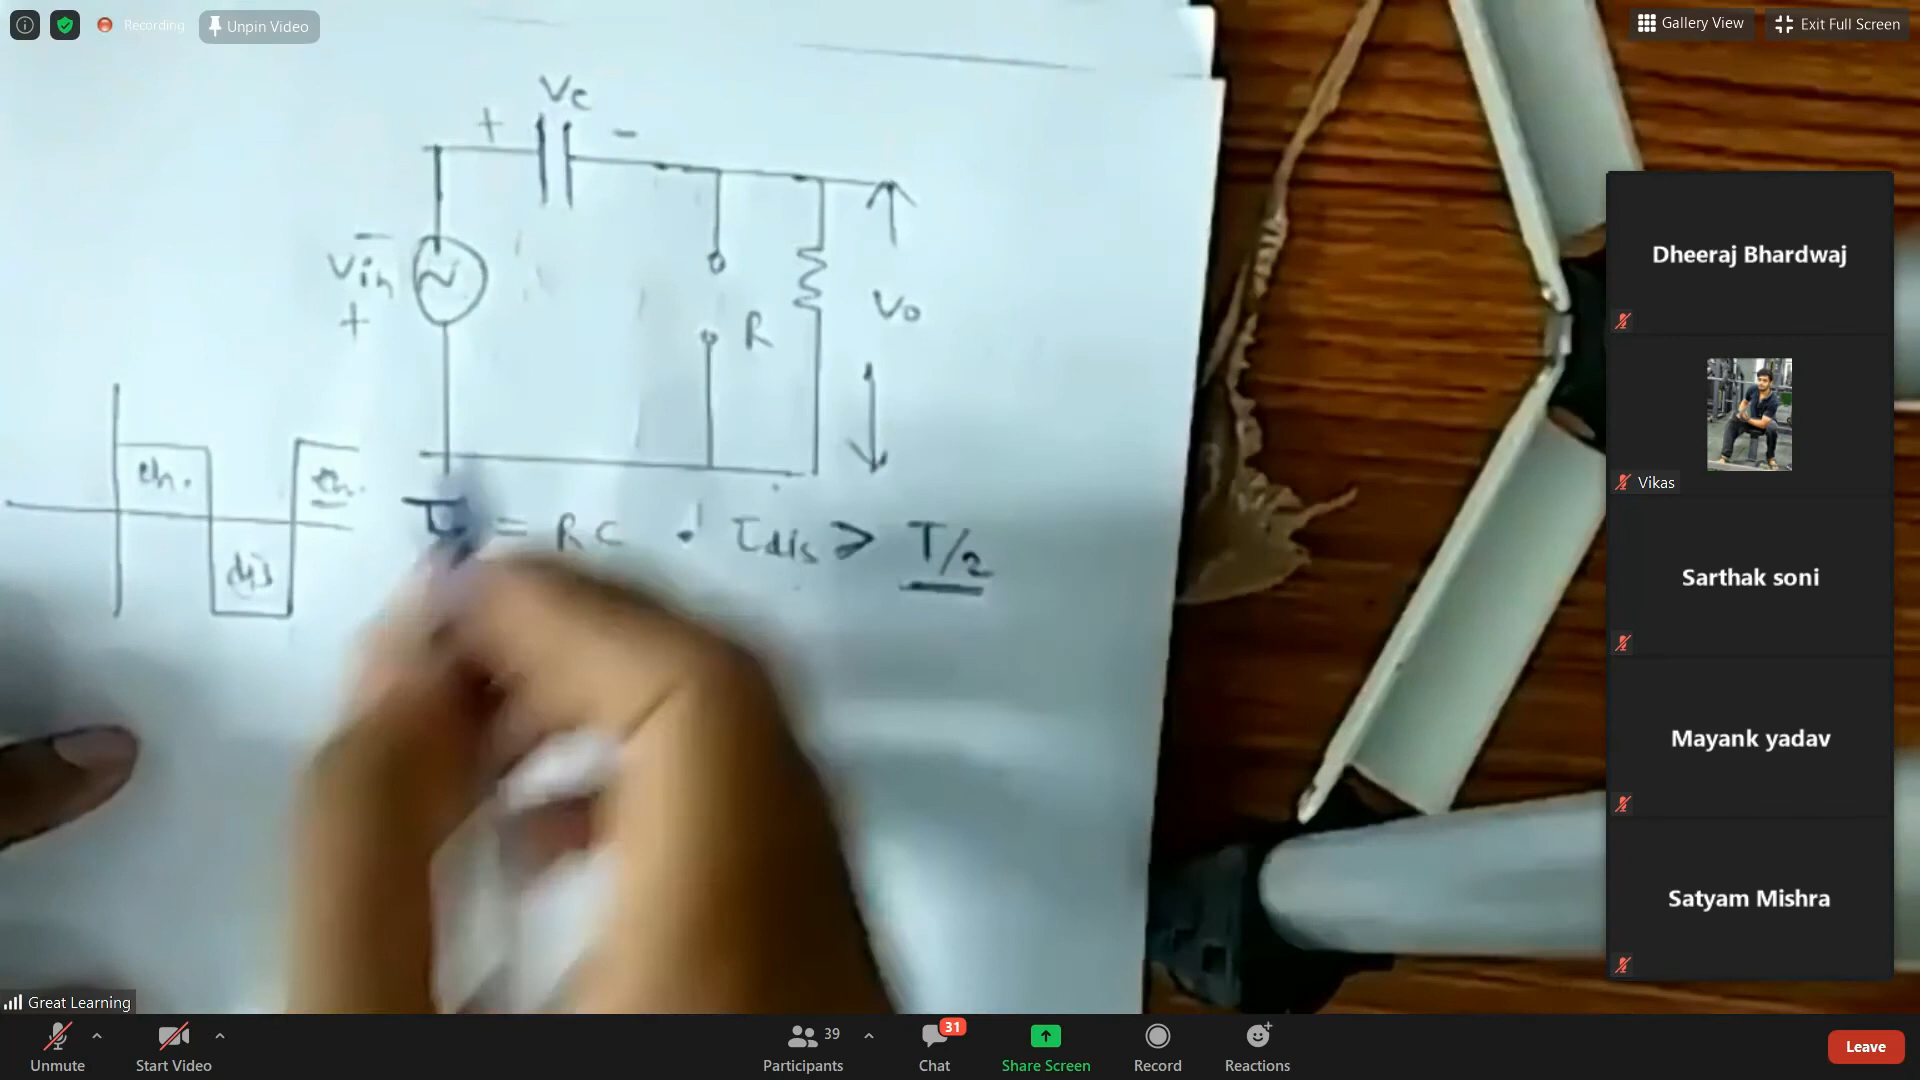 Recording
Unpin Video
Gallery View
Exit Full Screen
Vc
+ -
Vin
-
+
R
Vo
ch.
ch.
dis
τ = RC
τdis > T/2
Dheeraj Bhardwaj
Vikas
Sarthak soni
Mayank yadav
Satyam Mishra
Great Learning
Unmute
Start Video
39
Participants
31
Chat
Share Screen
Record
Reactions
Leave